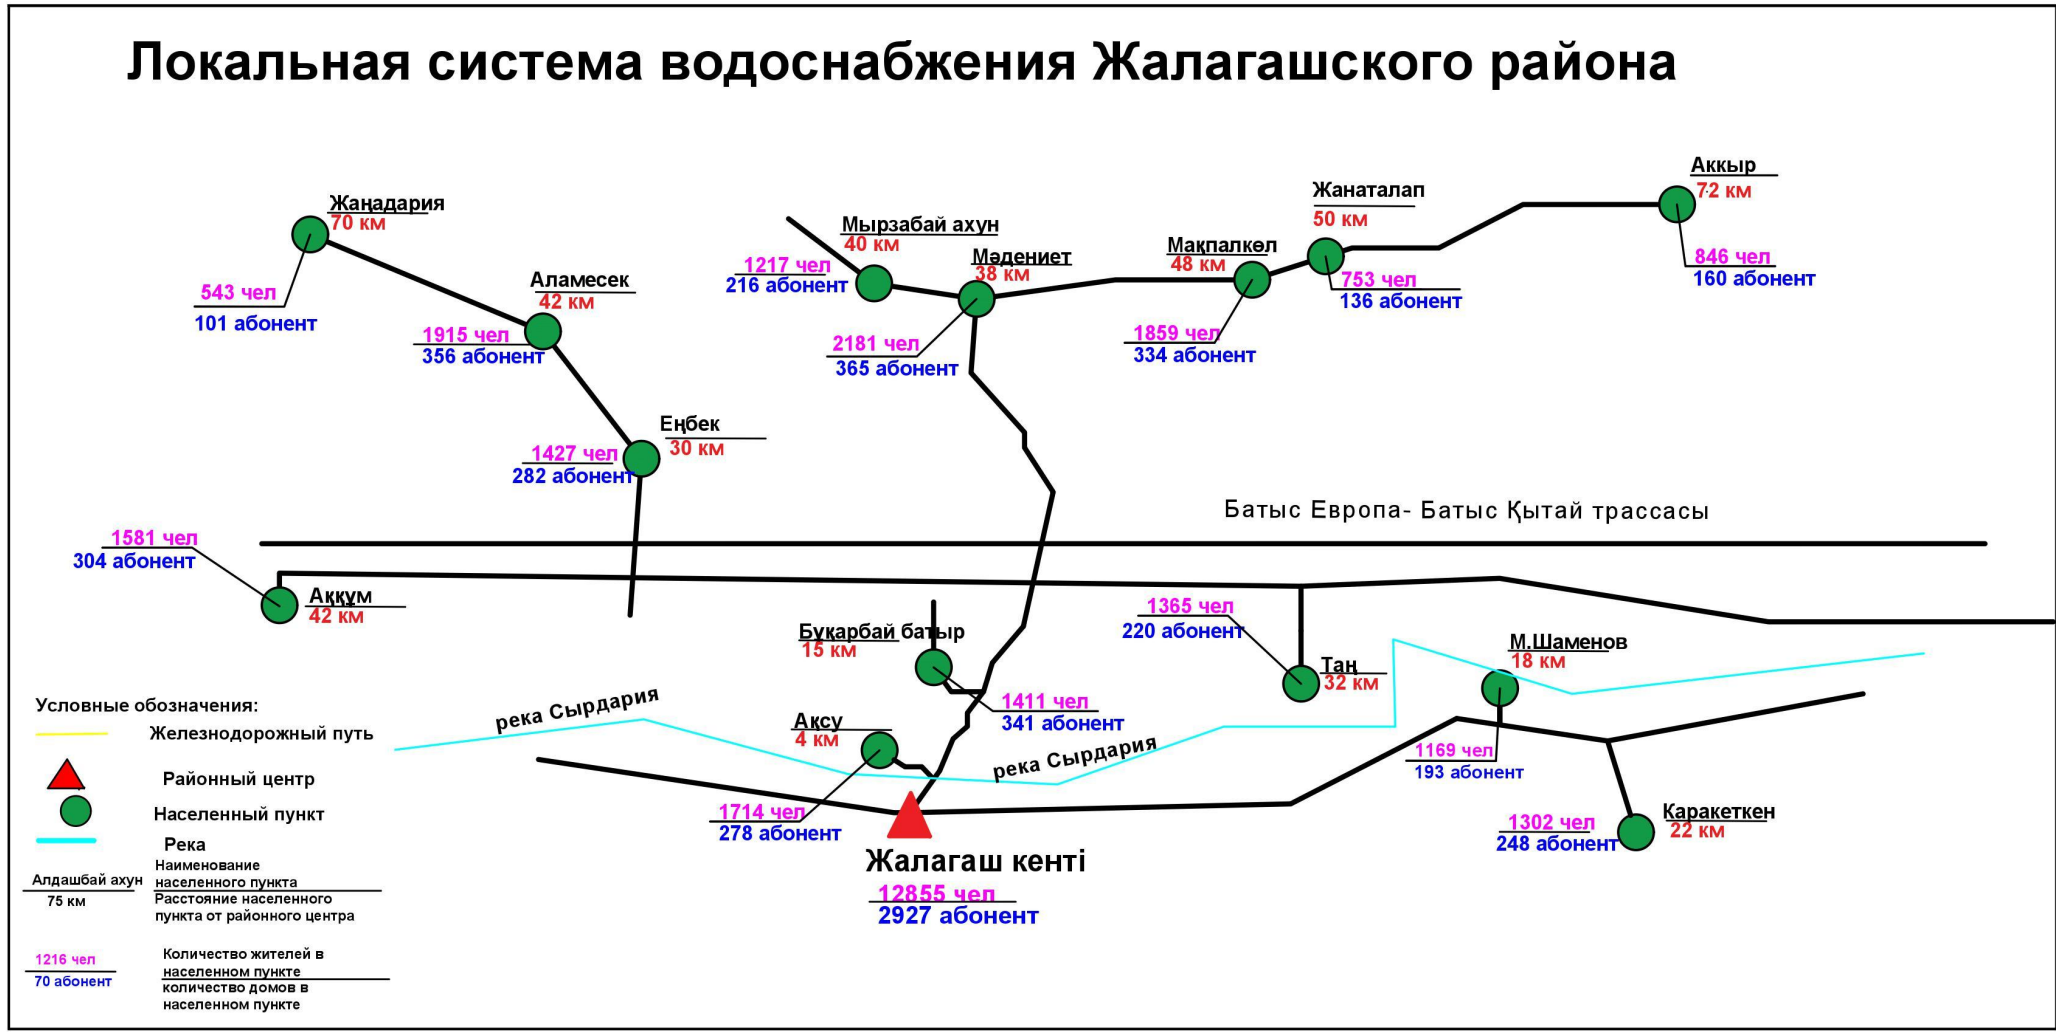 Локальная система водоснабжения Жалагашского района
Жаңадария
70 км
543 чел
101 абонент
Аламесек
42 км
1915 чел
356 абонент
Еңбек
30 км
1427 чел
282 абонент
Мырзабай ахун
40 км
1217 чел
216 абонент
Мәдениет
38 км
2181 чел
365 абонент
Мақпалкөл
48 км
1859 чел
334 абонент
Жанаталап
50 км
753 чел
136 абонент
Аккыр
72 км
846 чел
160 абонент
Батыс Европа- Батыс Қытай трассасы
1581 чел
304 абонент
Аққұм
42 км
Бұқарбай батыр
15 км
1411 чел
341 абонент
1365 чел
220 абонент
Таң
32 км
М.Шаменов
18 км
1169 чел
193 абонент
река Сырдария
Ақсу
4 км
1714 чел
278 абонент
река Сырдария
Каракеткен
22 км
1302 чел
248 абонент
Жалагаш кенті
12855 чел
2927 абонент
Условные обозначения:
Железнодорожный путь
Районный центр
Населенный пункт
Река
Алдашбай ахун
75 км
Наименование
населенного пункта
Расстояние населенного
пункта от районного центра
1216 чел
70 абонент
Количество жителей в
населенном пункте
количество домов в
населенном пункте